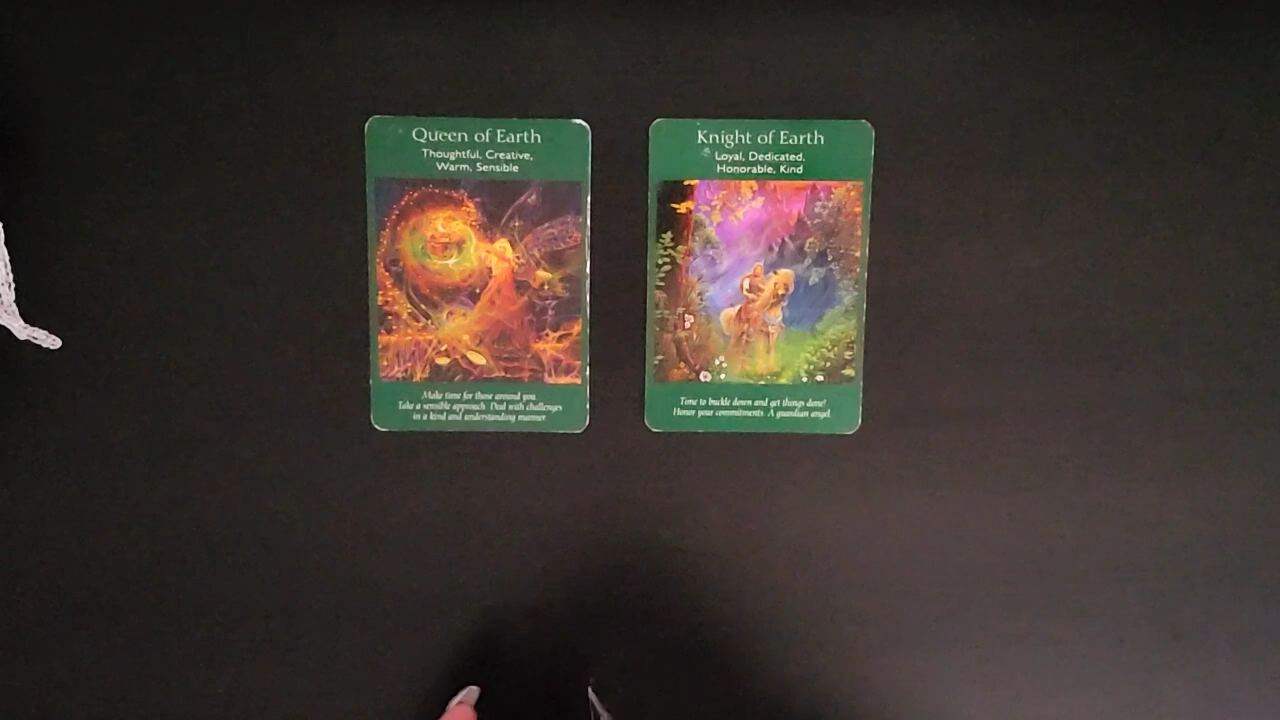 Queen of Earth
Thoughtful, Creative,
Warm, Sensible
Make time for those around you.
Take a sensible approach. Deal with challenges
in a kind and understanding manner.
Knight of Earth
Loyal, Dedicated,
Honorable, Kind
Time to buckle down and get things done!
Honor your commitments. A guardian angel.